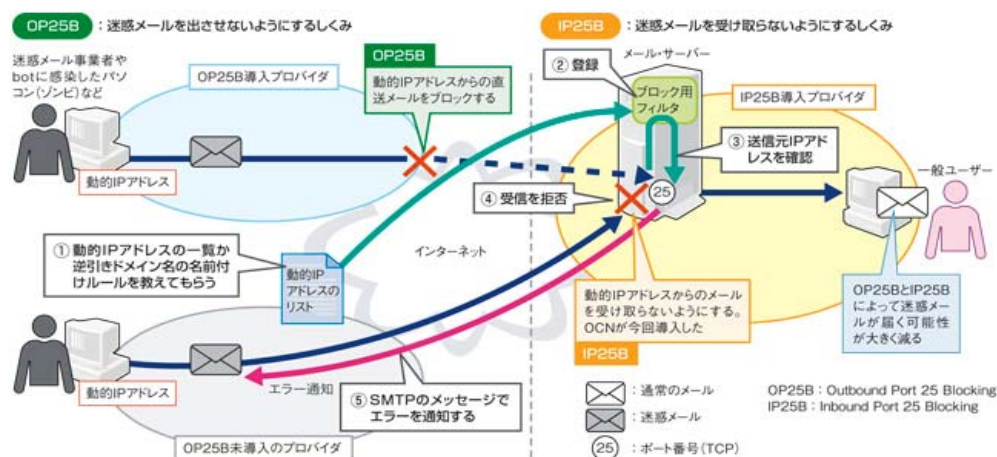 OP25B :迷惑メールを出させないようにするしくみ
迷惑メール事業者や
botに感染したパソ
コン(ゾンビ)など
OP25B導入プロバイダ
OP25B
動的IPアドレスからの直
送メールをブロックする
動的IPアドレス
① 動的IPアドレスの一覧か
逆引きドメイン名の名前付
けルールを教えてもらう
動的IP
アドレスの
リスト
インターネット
動的IPアドレス
エラー通知
⑤ SMTPのメッセージで
エラーを通知する
OP25B未導入のプロバイダ
IP25B :迷惑メールを受け取らないようにするしくみ
メール・サーバー
② 登録
ブロック用
フィルタ
IP25B導入プロバイダ
③ 送信元IPアド
レスを確認
④ 受信を拒否
25
一般ユーザー
動的IPアドレスからのメール
を受け取らないようにする。
OCNが今回導入した
IP25B
OP25BとIP25B
によって迷惑メー
ルが届く可能性
が大きく減る
:通常のメール
:迷惑メール
25 :ポート番号(TCP)
OP25B:Outbound Port 25 Blocking
IP25B:Inbound Port 25 Blocking